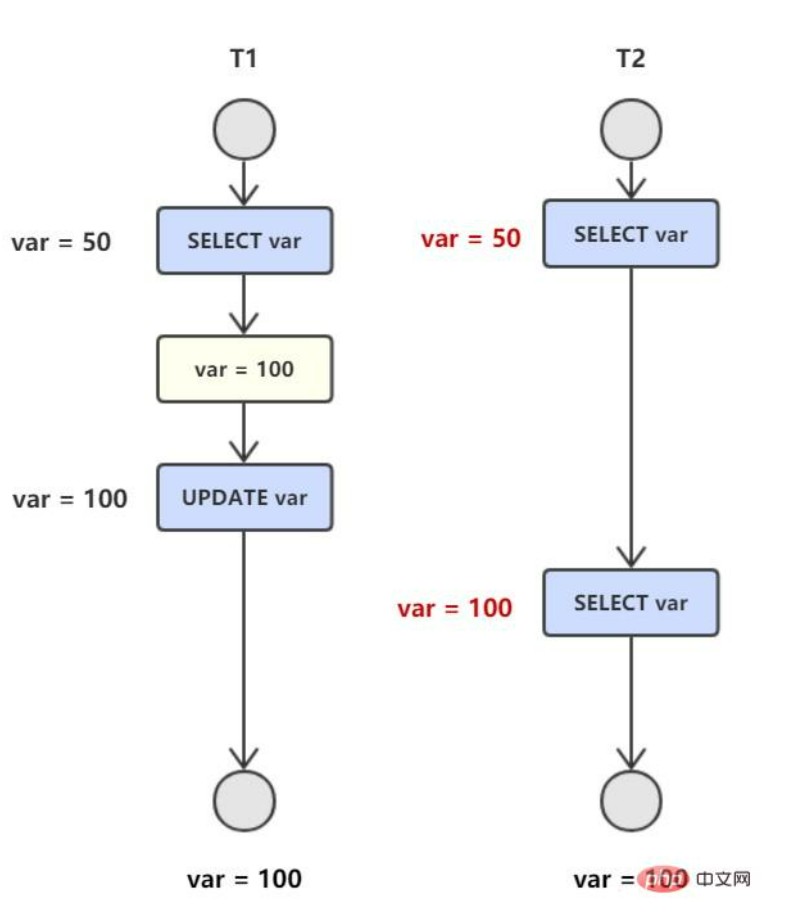 T1
T2
var = 50
SELECT var
var = 50
SELECT var
var = 100
var = 100
UPDATE var
var = 100
SELECT var
var = 100
var = 100
php 中文网